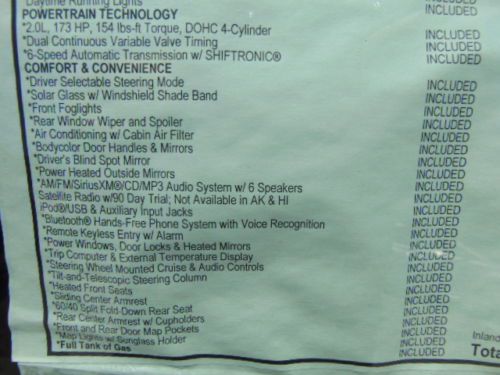 Daytime Running Lights INCLUDED
POWERTRAIN TECHNOLOGY
*2.0L, 173 HP, 154 lbs-ft Torque, DOHC 4-Cylinder INCLUDED
*Dual Continuous Variable Valve Timing INCLUDED
*6-Speed Automatic Transmission w/ SHIFTRONIC® INCLUDED
COMFORT & CONVENIENCE
*Driver Selectable Steering Mode INCLUDED
*Solar Glass w/ Windshield Shade Band INCLUDED
*Front Foglights INCLUDED
*Rear Window Wiper and Spoiler INCLUDED
*Air Conditioning w/ Cabin Air Filter INCLUDED
*Bodycolor Door Handles & Mirrors INCLUDED
*Driver's Blind Spot Mirror INCLUDED
*Power Heated Outside Mirrors INCLUDED
*AM/FM/SiriusXM®/CD/MP3 Audio System w/ 6 Speakers INCLUDED
Satellite Radio w/90 Day Trial; Not Available in AK & HI INCLUDED
iPod®/USB & Auxiliary Input Jacks INCLUDED
*Bluetooth® Hands-Free Phone System with Voice Recognition INCLUDED
*Remote Keyless Entry w/ Alarm INCLUDED
*Power Windows, Door Locks & Heated Mirrors INCLUDED
*Trip Computer & External Temperature Display INCLUDED
*Steering Wheel Mounted Cruise & Audio Controls INCLUDED
*Tilt-and-Telescopic Steering Column INCLUDED
*Heated Front Seats INCLUDED
*Sliding Center Armrest INCLUDED
*60/40 Split Fold-Down Rear Seat INCLUDED
*Rear Center Armrest w/ Cupholders INCLUDED
*Front and Rear Door Map Pockets INCLUDED
*Map Lights w/ Sunglass Holder INCLUDED
*Full Tank of Gas INCLUDED
Inland
Tota